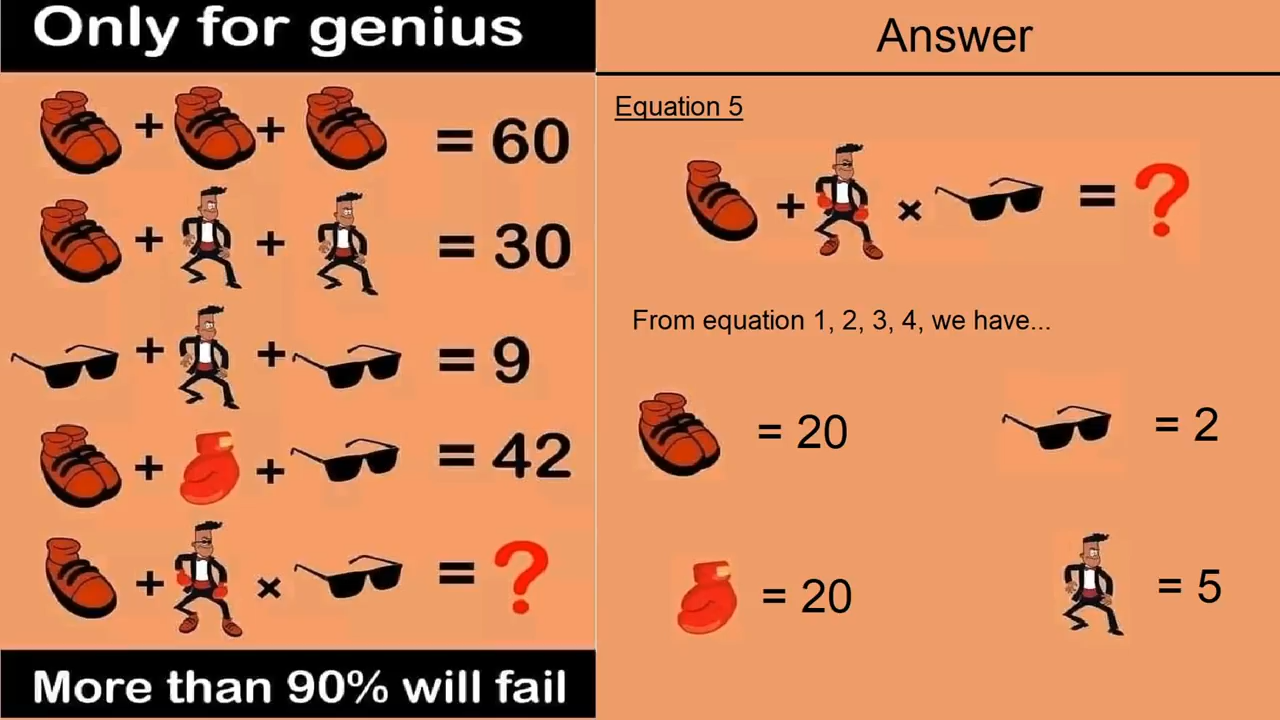 Only for genius
+ + = 60
+ + = 30
+ + = 9
+ + = 42
+ × = ?
More than 90% will fail
Answer
Equation 5
+ × = ?
From equation 1, 2, 3, 4, we have...
= 20
= 2
= 20
= 5